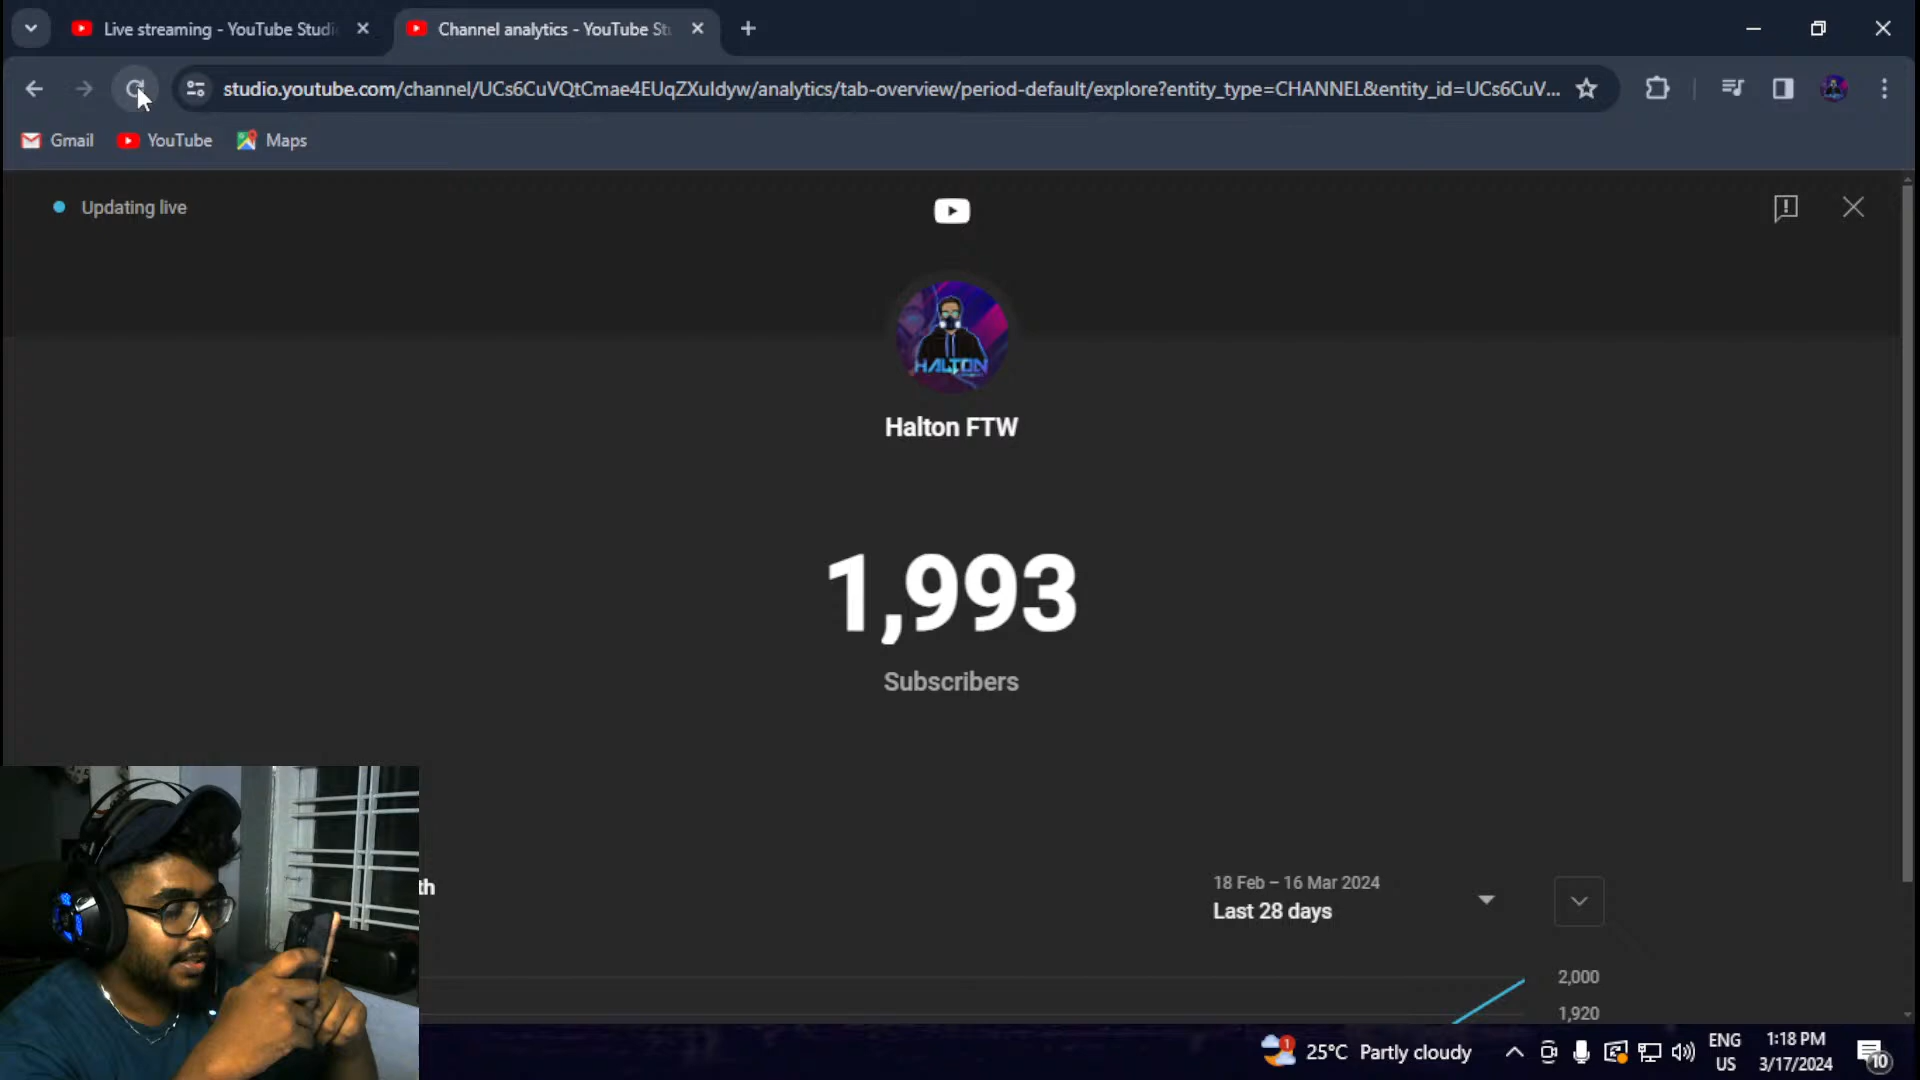 Live streaming - YouTube Studi
Channel analytics - YouTube St
studio.youtube.com/channel/UCs6CuVQtCmae4EUqZXuIdyw/analytics/tab-overview/period-default/explore?entity_type=CHANNEL&entity_id=UCs6CuV...
Gmail
YouTube
Maps
Updating live
HALTON
Halton FTW
1,993
Subscribers
th
18 Feb – 16 Mar 2024
Last 28 days
2,000
1,920
1
25°C Partly cloudy
ENG
US
1:18 PM
3/17/2024
10